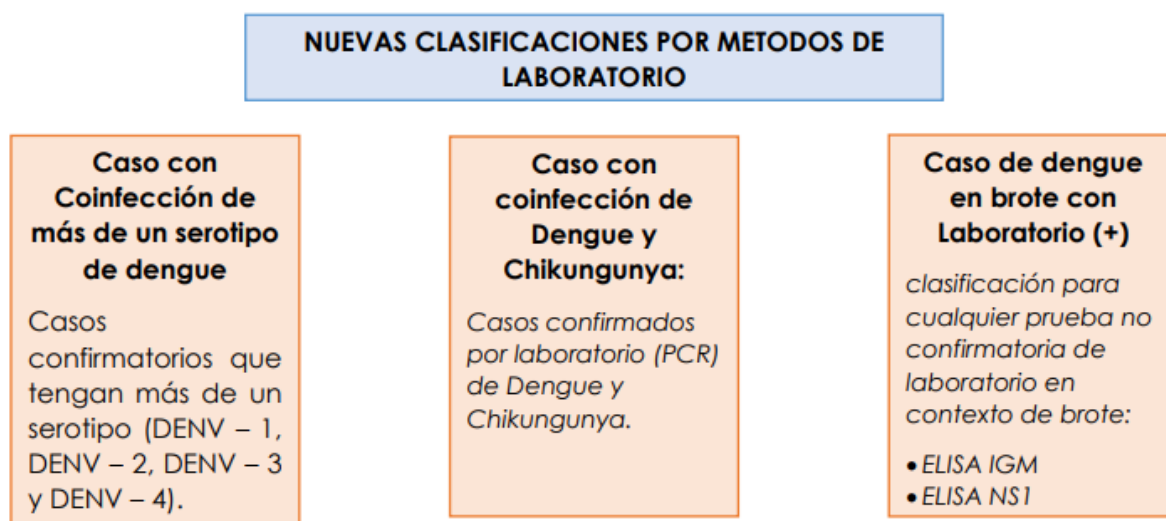 NUEVAS CLASIFICACIONES POR METODOS DE
LABORATORIO
Caso con
Coinfección de
más de un serotipo
de dengue
Casos
confirmatorios que
tengan más de un
serotipo (DENV – 1,
DENV – 2, DENV – 3
y DENV – 4).
Caso con
coinfección de
Dengue y
Chikungunya:
Casos confirmados
por laboratorio (PCR)
de Dengue y
Chikungunya.
Caso de dengue
en brote con
Laboratorio (+)
clasificación para
cualquier prueba no
confirmatoria de
laboratorio en
contexto de brote:
• ELISA IGM
• ELISA NS1